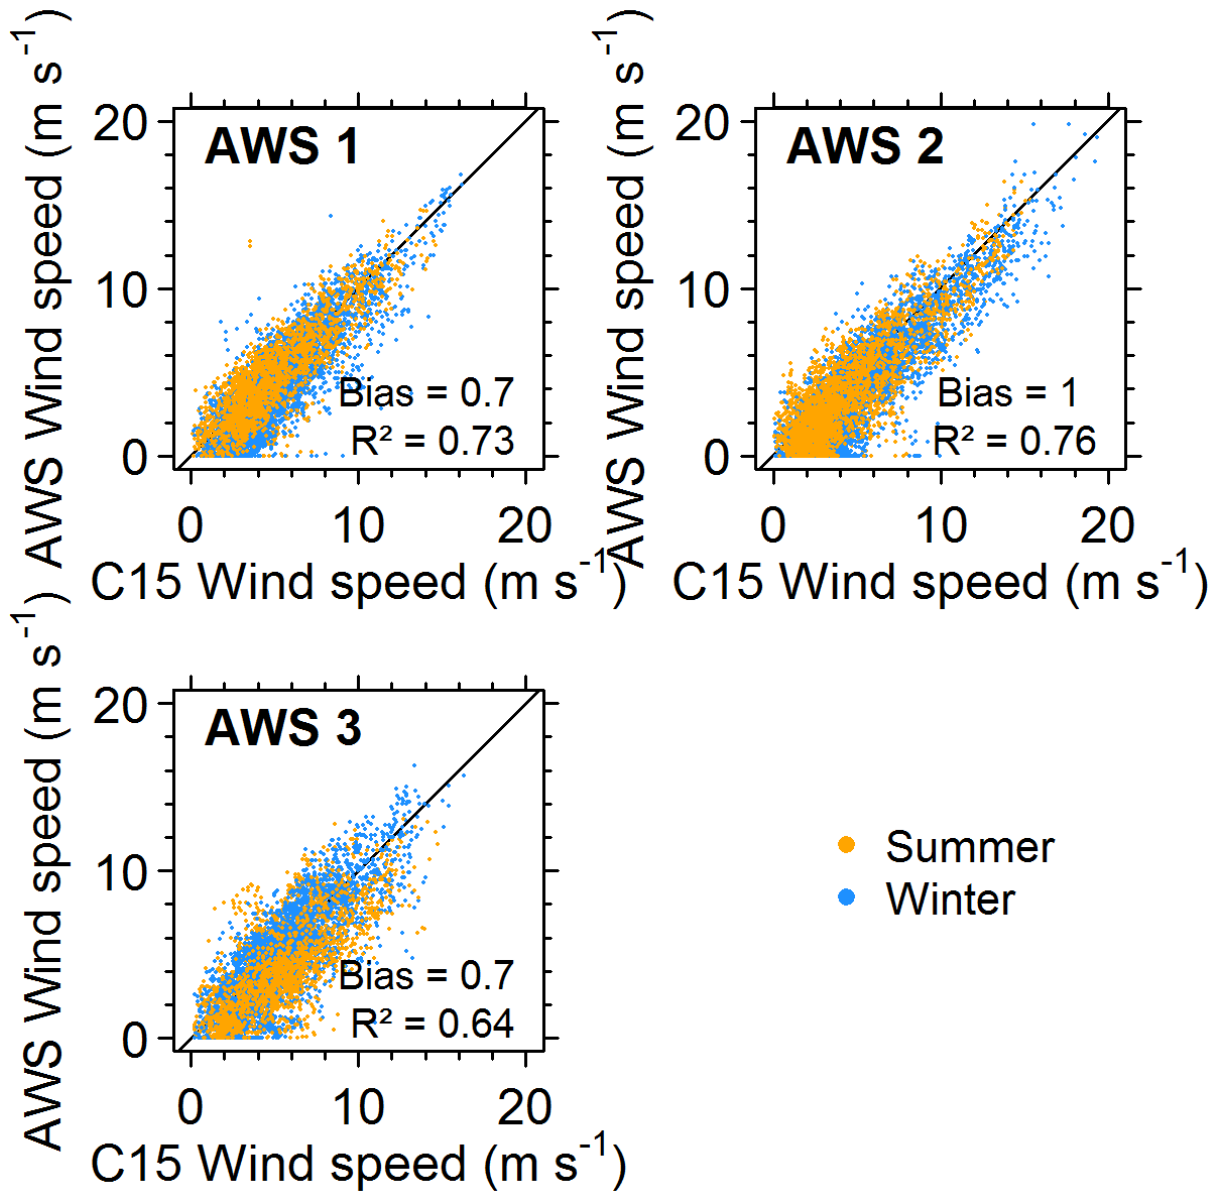 AWS Wind speed (m s⁻¹)
20
10
0
AWS 1
Bias = 0.7
R² = 0.73
0 10 20
C15 Wind speed (m s⁻¹)
AWS Wind speed (m s⁻¹)
20
10
0
AWS 2
Bias = 1
R² = 0.76
0 10 20
C15 Wind speed (m s⁻¹)
AWS Wind speed (m s⁻¹)
20
10
0
AWS 3
Bias = 0.7
R² = 0.64
0 10 20
C15 Wind speed (m s⁻¹)
Summer
Winter